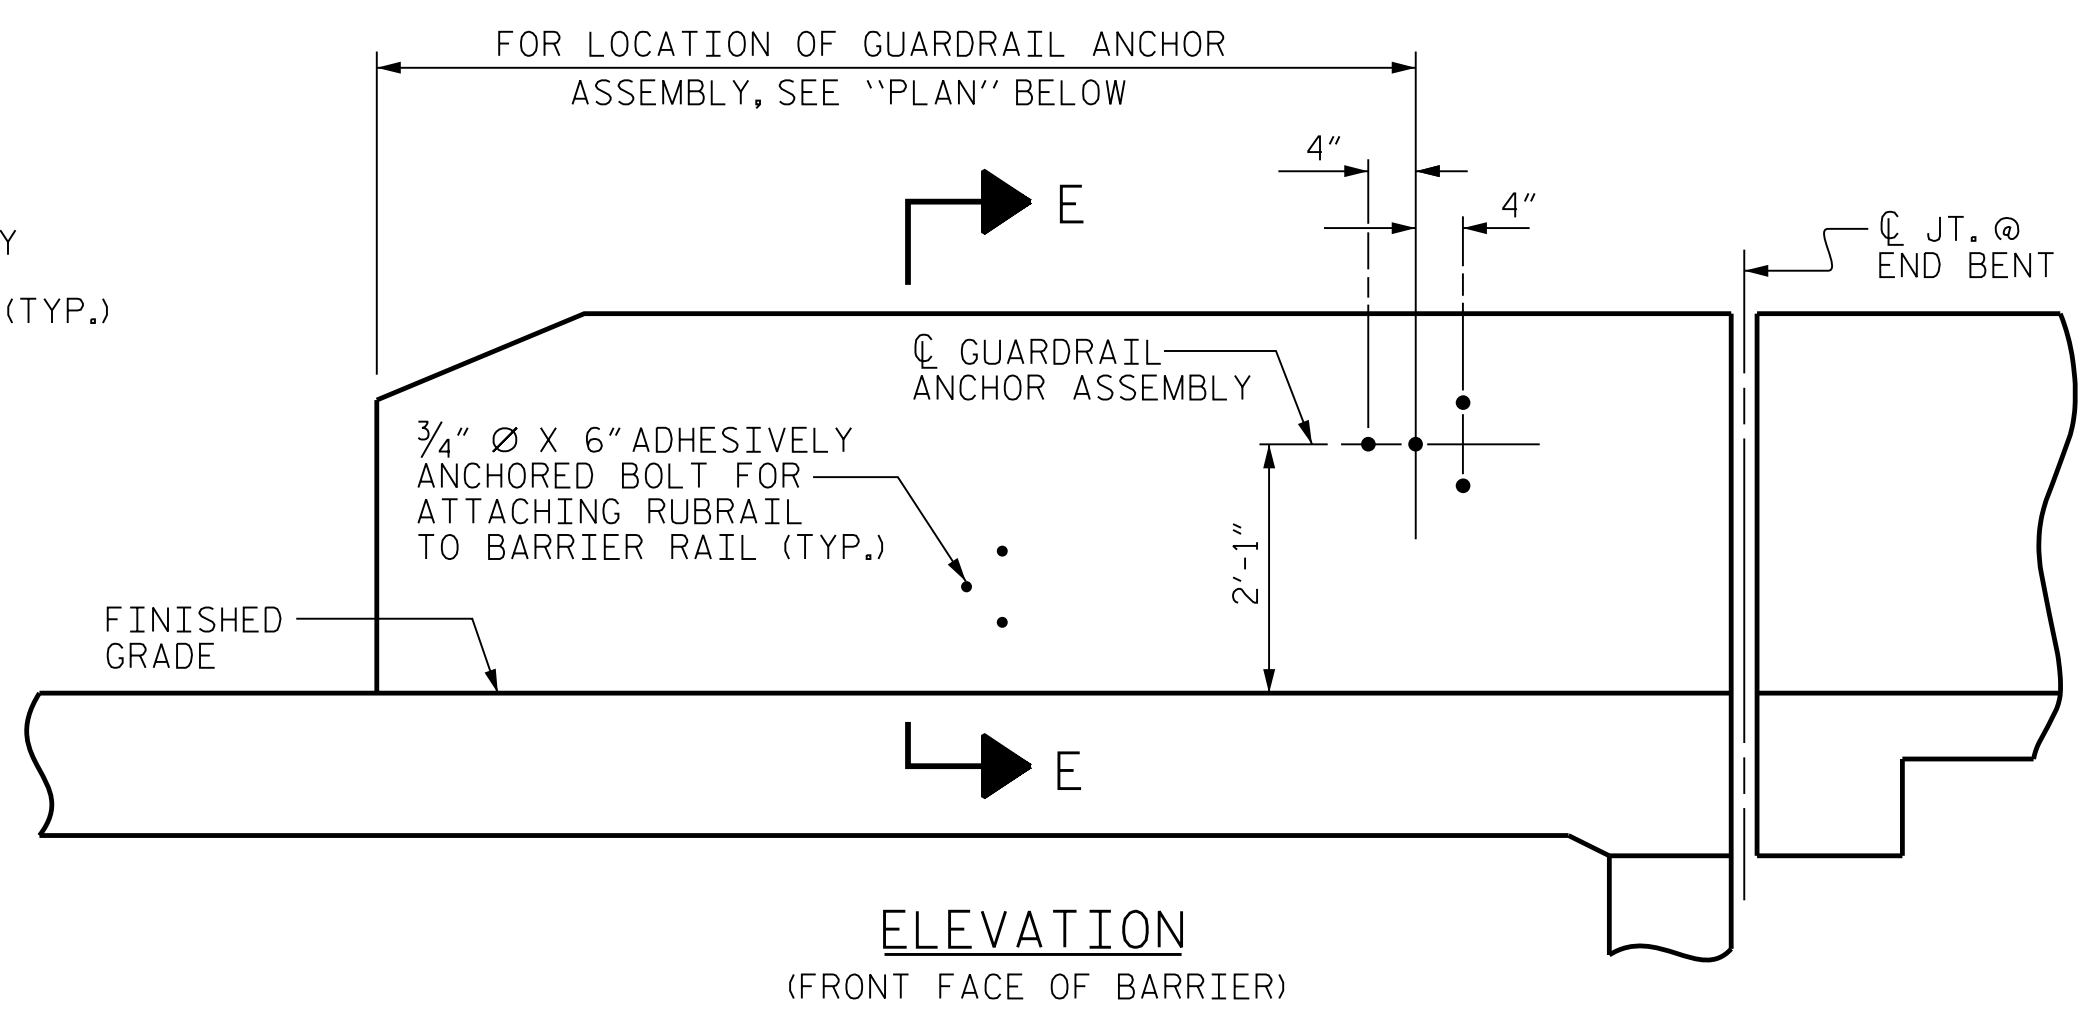 FOR LOCATION OF GUARDRAIL ANCHOR
ASSEMBLY, SEE ‵‵PLAN″ BELOW
4″
4″
E
Y
(TYP.)
℄ JT. @
END BENT
℄ GUARDRAIL
ANCHOR ASSEMBLY
¾″ Ø X 6″ ADHESIVELY
ANCHORED BOLT FOR
ATTACHING RUBRAIL
TO BARRIER RAIL (TYP.)
2′-1″
FINISHED
GRADE
E
ELEVATION
(FRONT FACE OF BARRIER)